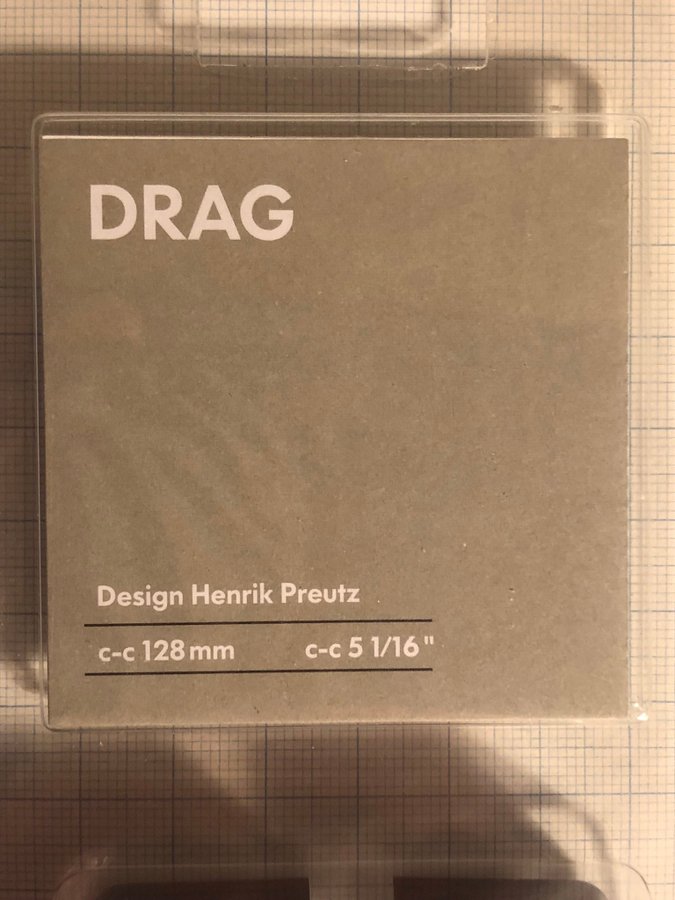 DRAG
Design Henrik Preutz
c-c 128 mm c-c 5 1/16 "